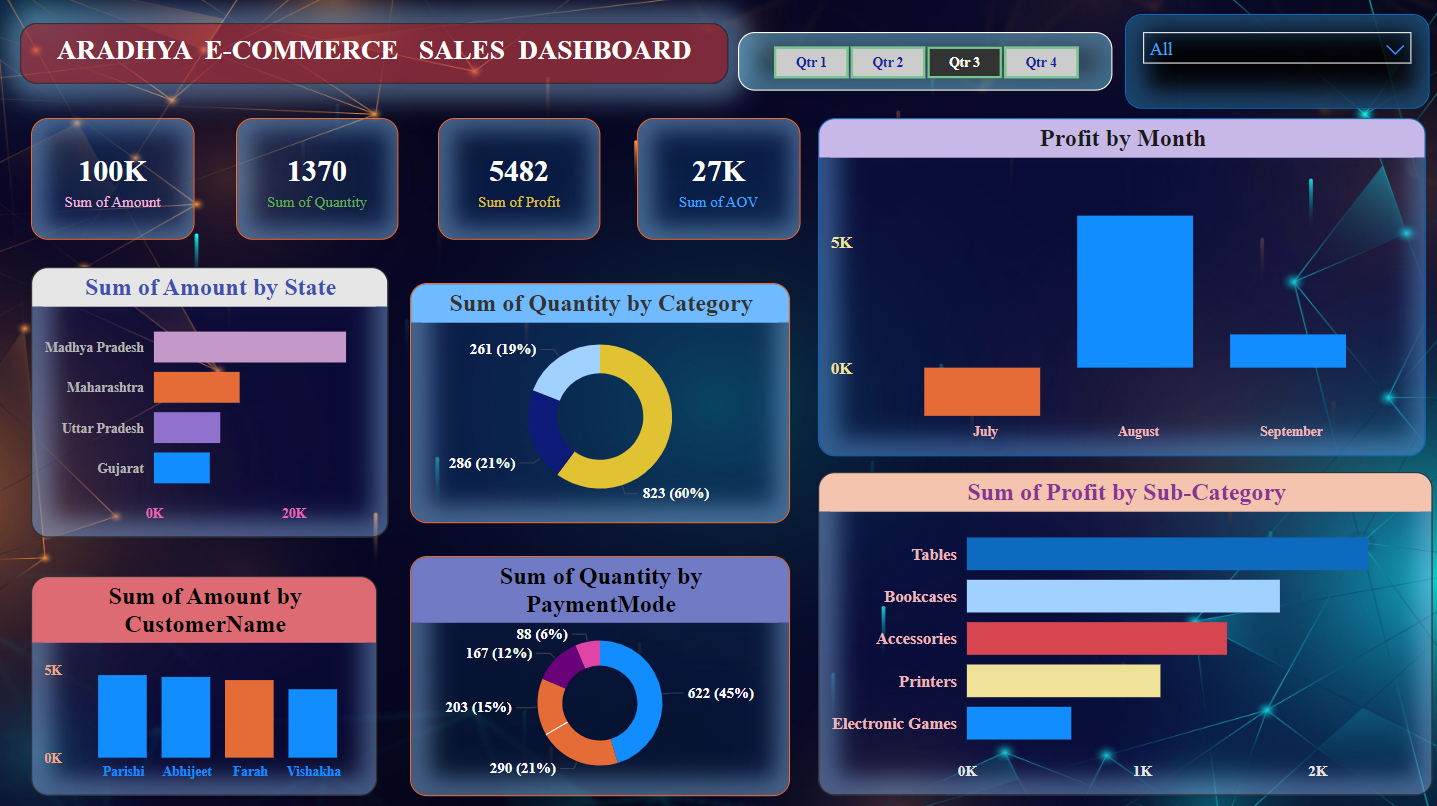 ARADHYA E-COMMERCE SALES DASHBOARD
Qtr 1
Qtr 2
Qtr 3
Qtr 4
All
100K
Sum of Amount
1370
Sum of Quantity
5482
Sum of Profit
27K
Sum of AOV
Profit by Month
5K
0K
July
August
September
Sum of Amount by State
Madhya Pradesh
Maharashtra
Uttar Pradesh
Gujarat
0K
20K
Sum of Quantity by Category
261 (19%)
286 (21%)
823 (60%)
Sum of Profit by Sub-Category
Tables
Bookcases
Accessories
Printers
Electronic Games
0K
1K
2K
Sum of Amount by
CustomerName
5K
0K
Parishi
Abhijeet
Farah
Vishakha
Sum of Quantity by
PaymentMode
88 (6%)
167 (12%)
203 (15%)
290 (21%)
622 (45%)